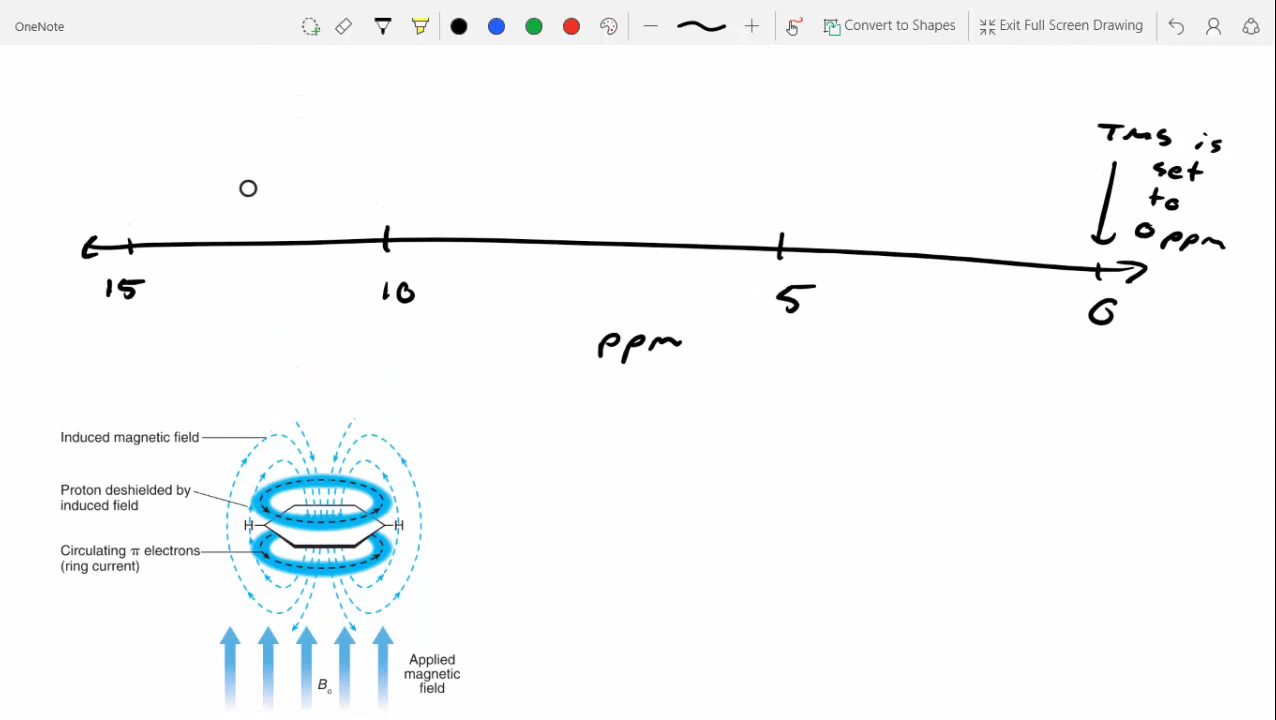 OneNote
Convert to Shapes
Exit Full Screen Drawing
TMS is
set
to
0 ppm
15
10
5
0
ppm
Induced magnetic field
Proton deshielded by
induced field
H
H
Circulating π electrons
(ring current)
Applied
magnetic
field
B₀